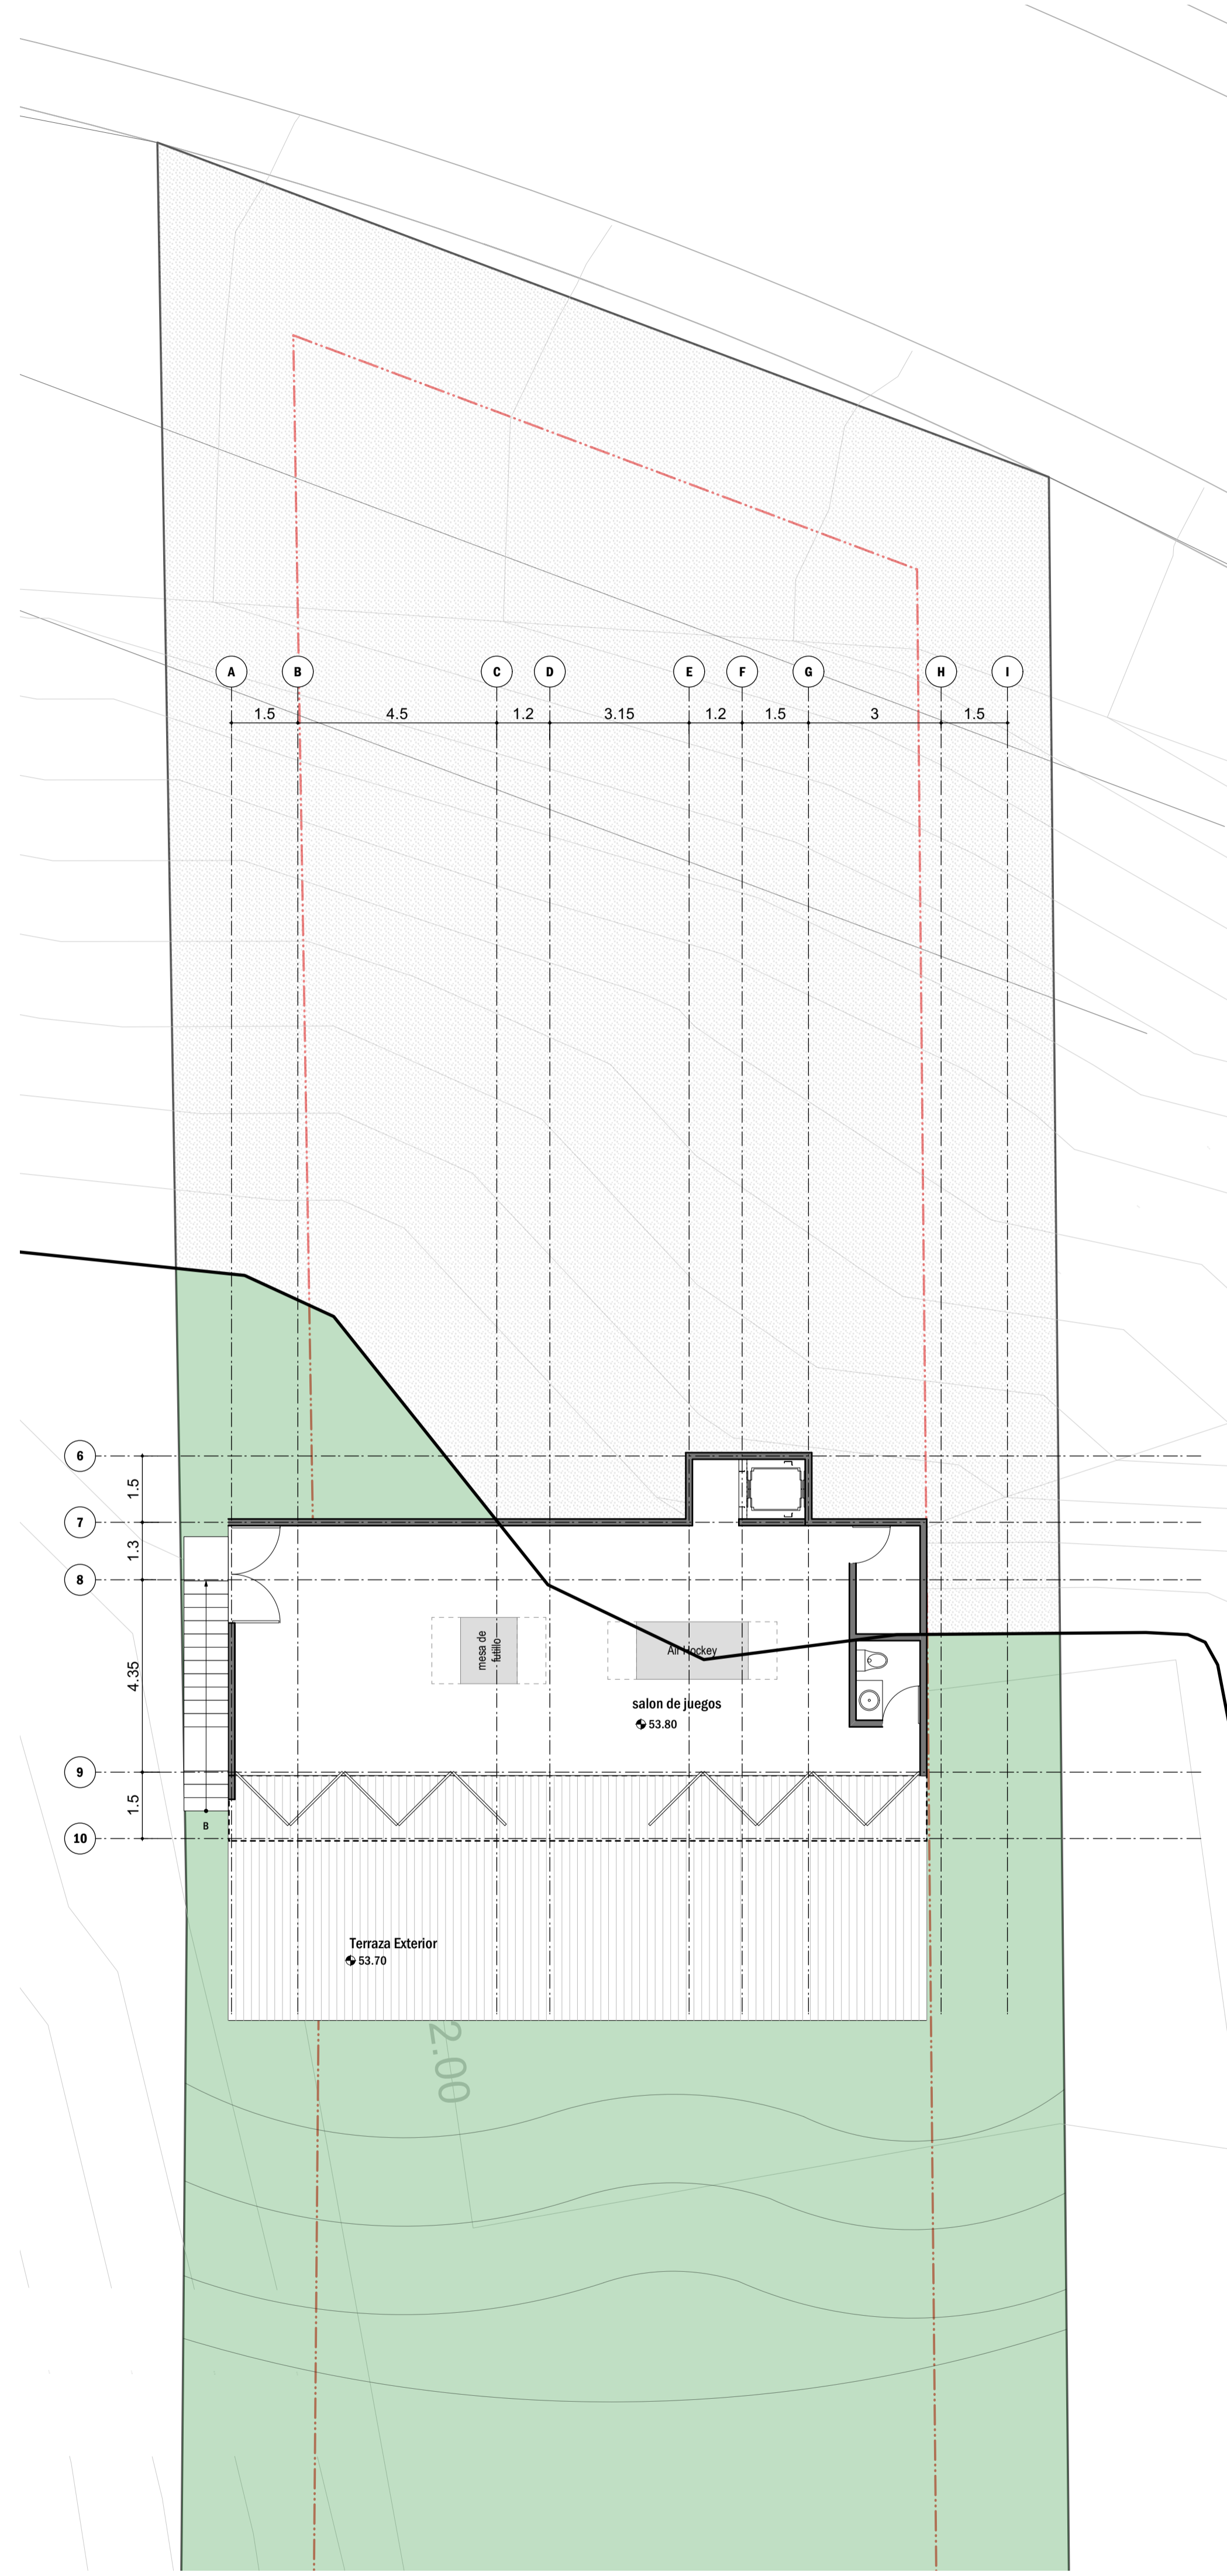 A B C D E F G H I
1.5 4.5 1.2 3.15 1.2 1.5 3 1.5
6
1.5
7
1.3
8
mesa de
futillo
Air Hockey
4.35
salon de juegos
53.80
9
1.5
B
10
Terraza Exterior
53.70
2.00